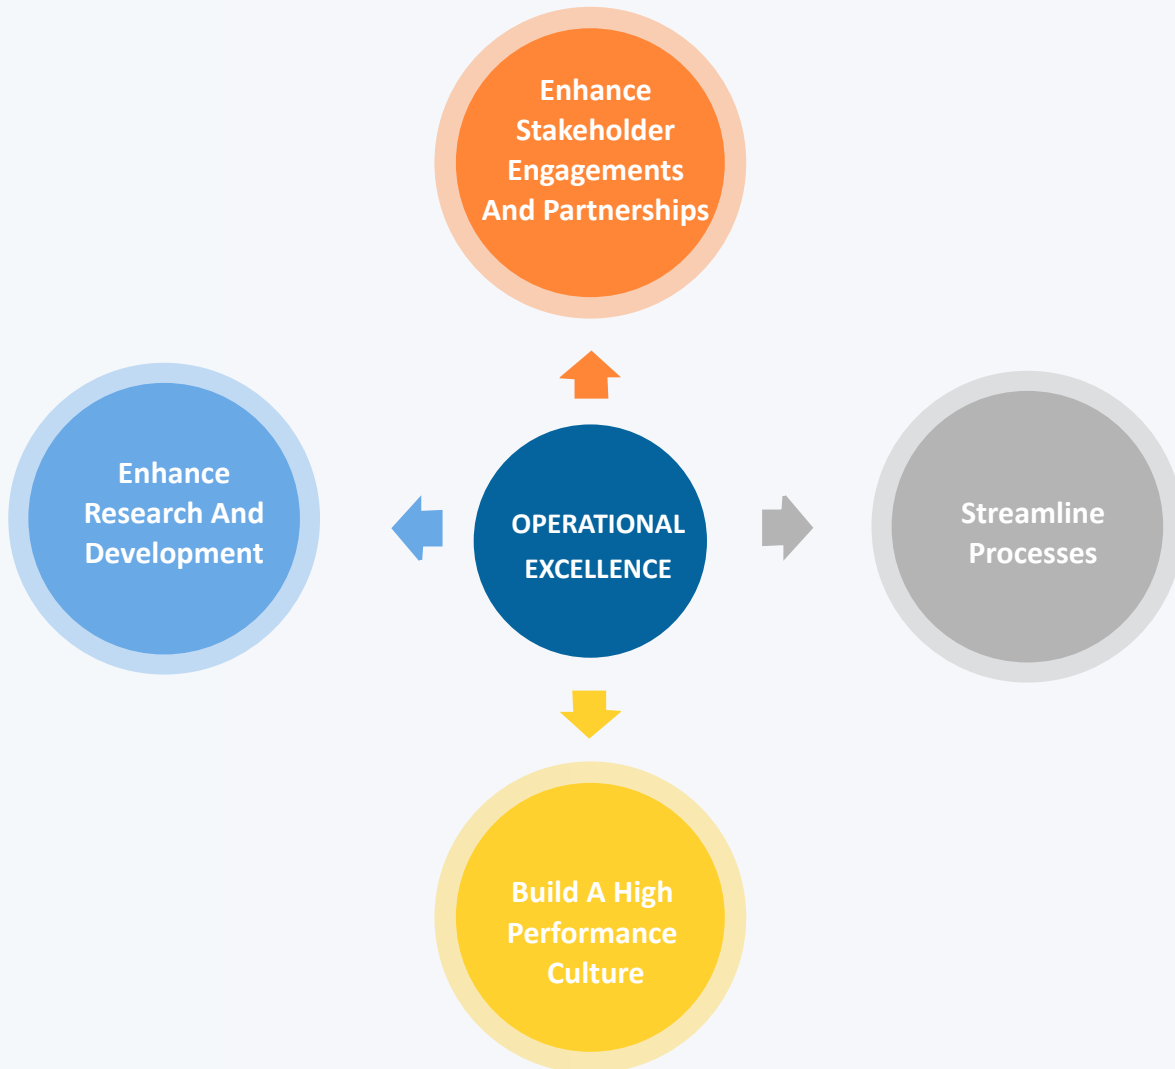 Enhance
Stakeholder
Engagements
And Partnerships
Enhance
Research And
Development
OPERATIONAL
EXCELLENCE
Streamline
Processes
Build A High
Performance
Culture